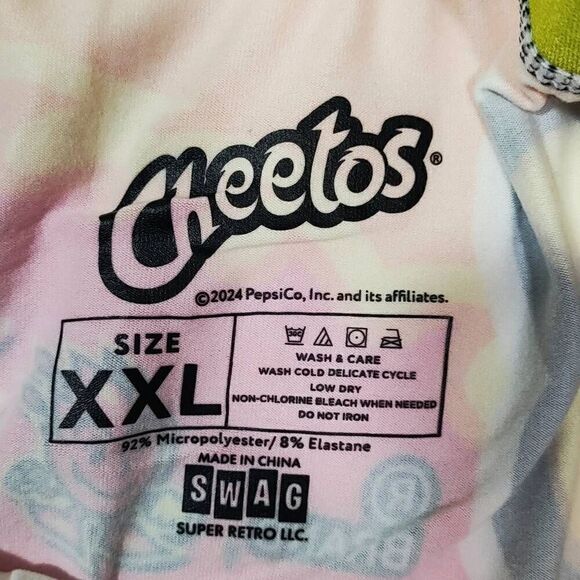 Cheetos®
©2024 PepsiCo, Inc. and its affiliates.
SIZE
XXL
WASH & CARE
WASH COLD DELICATE CYCLE
LOW DRY
NON-CHLORINE BLEACH WHEN NEEDED
DO NOT IRON
92% Micropolyester/ 8% Elastane
MADE IN CHINA
SWAG
SUPER RETRO LLC.